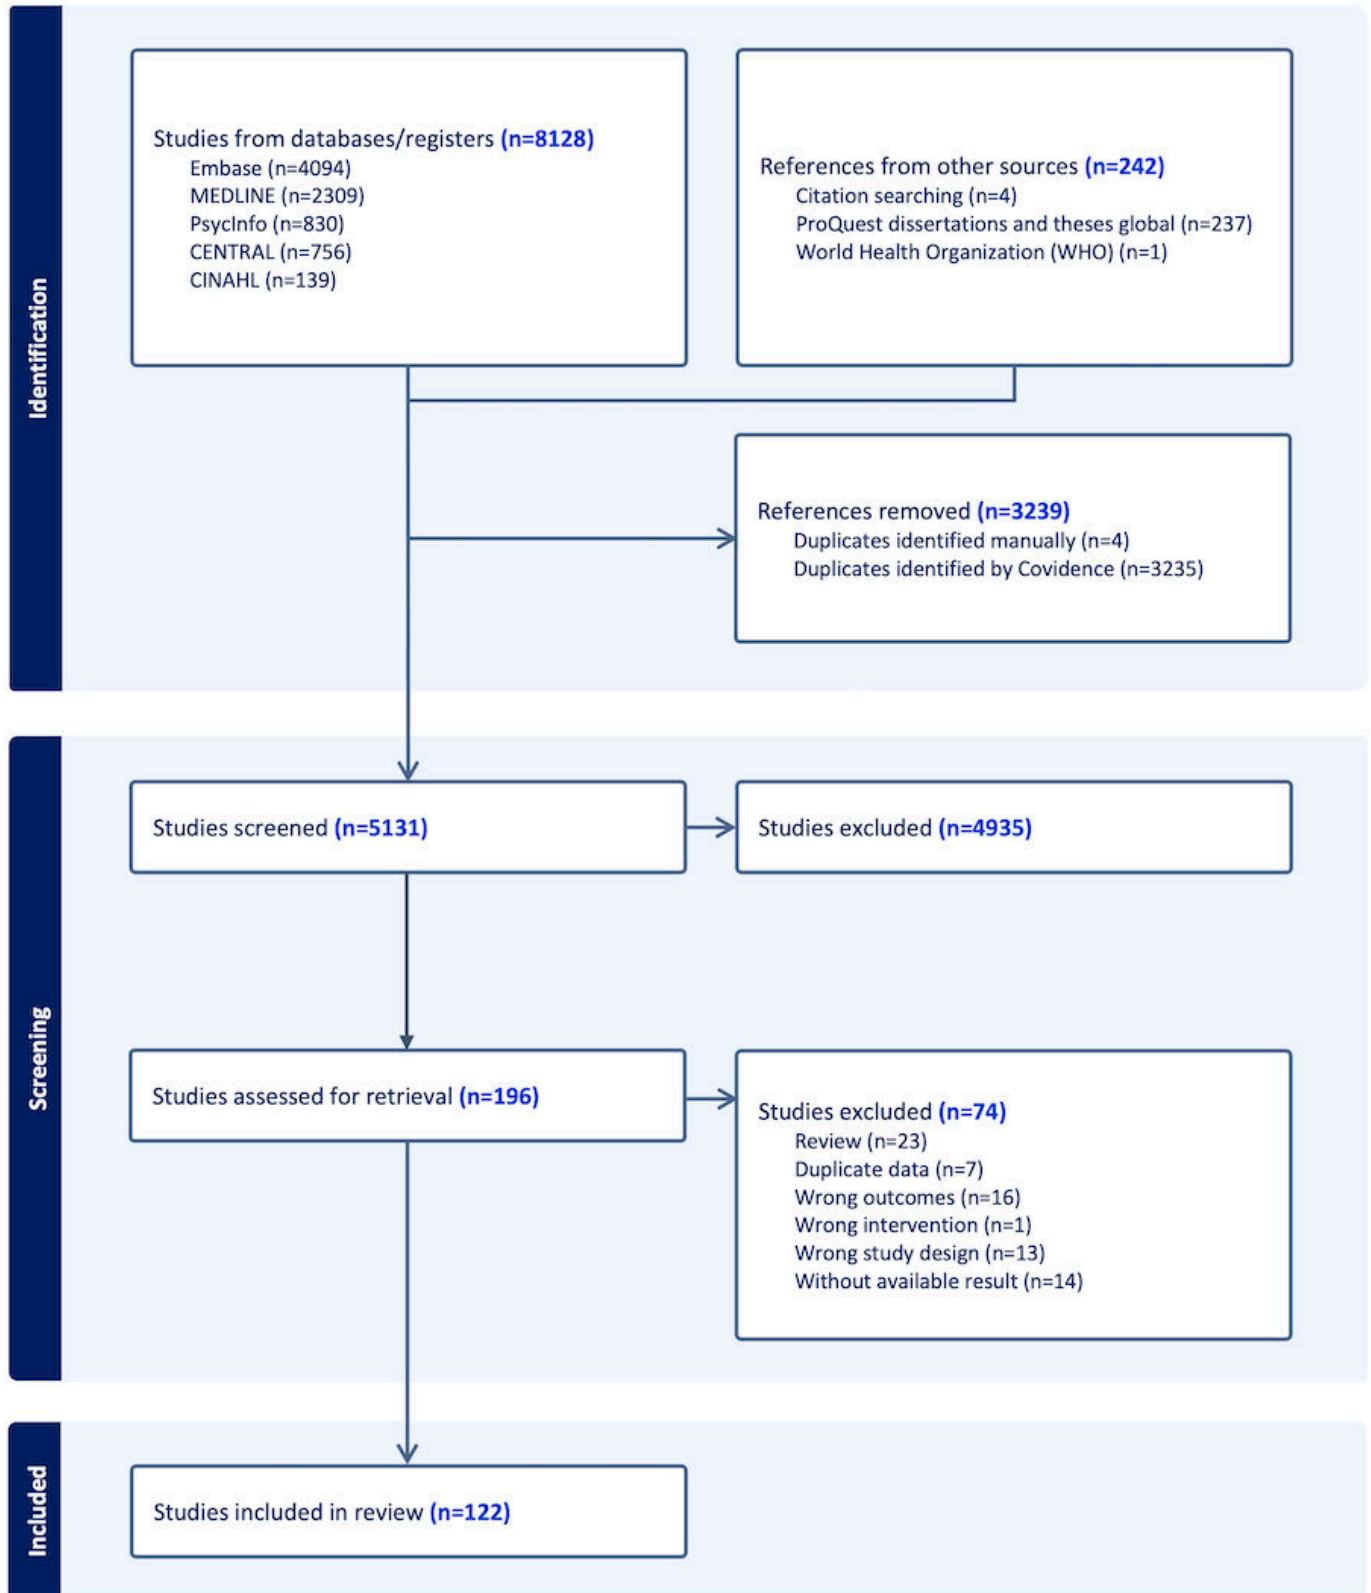 Identification
Studies from databases/registers (n=8128)
Embase (n=4094)
MEDLINE (n=2309)
PsycInfo (n=830)
CENTRAL (n=756)
CINAHL (n=139)
References from other sources (n=242)
Citation searching (n=4)
ProQuest dissertations and theses global (n=237)
World Health Organization (WHO) (n=1)
References removed (n=3239)
Duplicates identified manually (n=4)
Duplicates identified by Covidence (n=3235)
Screening
Studies screened (n=5131)
Studies excluded (n=4935)
Studies assessed for retrieval (n=196)
Studies excluded (n=74)
Review (n=23)
Duplicate data (n=7)
Wrong outcomes (n=16)
Wrong intervention (n=1)
Wrong study design (n=13)
Without available result (n=14)
Included
Studies included in review (n=122)